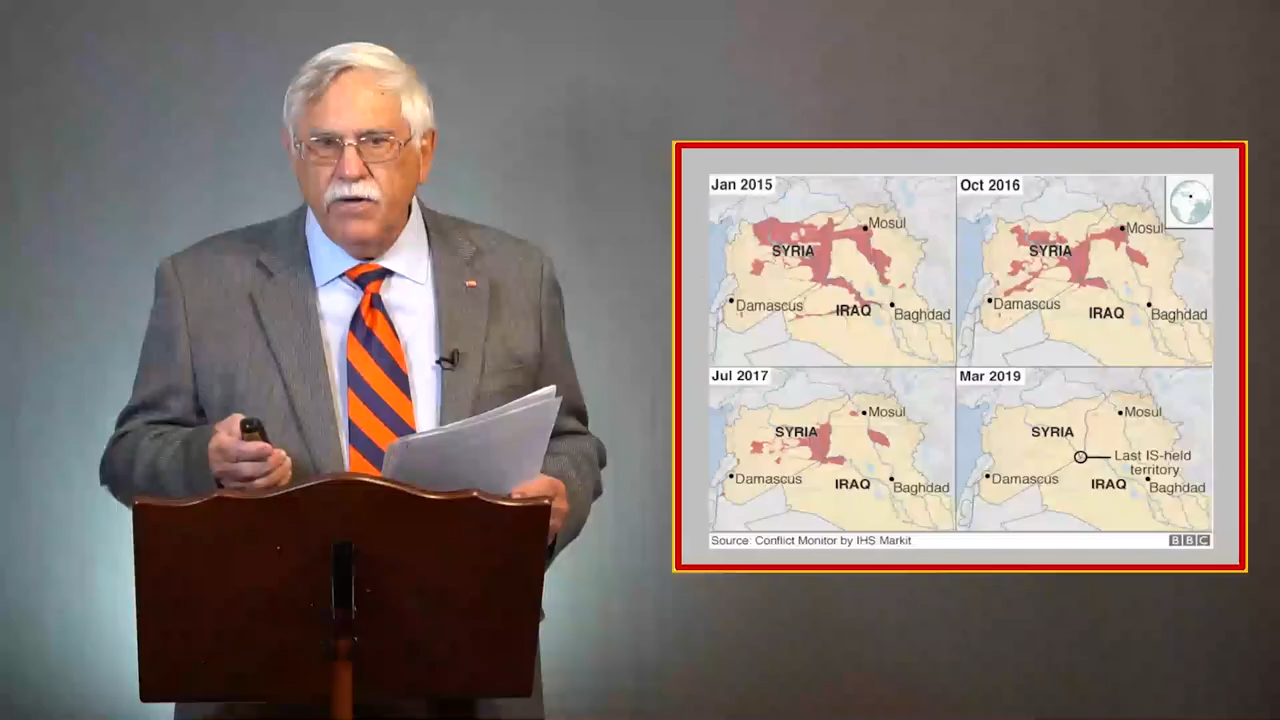 Jan 2015
Mosul
SYRIA
Damascus
IRAQ
Baghdad
Oct 2016
Mosul
SYRIA
Damascus
IRAQ
Baghdad
Jul 2017
Mosul
SYRIA
Damascus
IRAQ
Baghdad
Mar 2019
Mosul
SYRIA
Last IS-held
territory
Damascus
IRAQ
Baghdad
Source: Conflict Monitor by IHS Markit
BBC